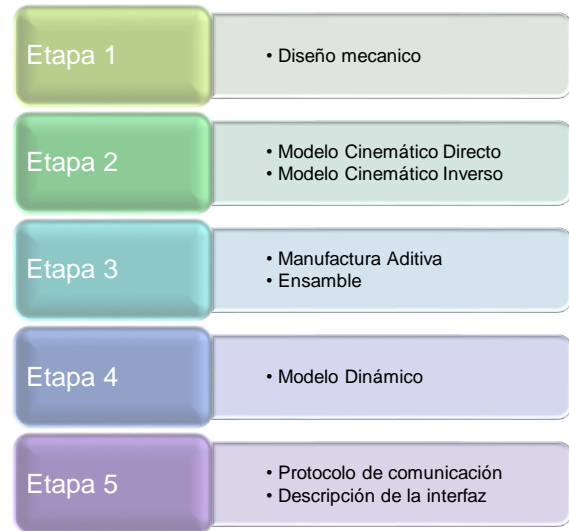 Etapa 1
• Diseño mecanico
Etapa 2
• Modelo Cinemático Directo
• Modelo Cinemático Inverso
Etapa 3
• Manufactura Aditiva
• Ensamble
Etapa 4
• Modelo Dinámico
Etapa 5
• Protocolo de comunicación
• Descripción de la interfaz